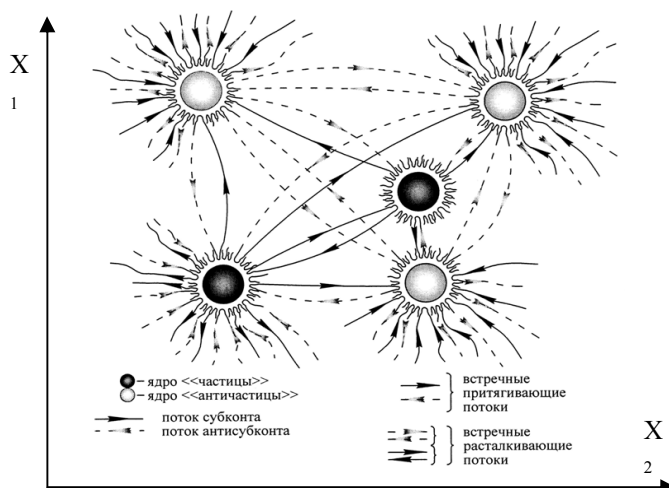 X
1
– ядро <<частицы>>
– ядро <<античастицы>>
поток субконта
поток антисубконта
встречные
притягивающие
потоки
встречные
расталкивающие
потоки
X
2